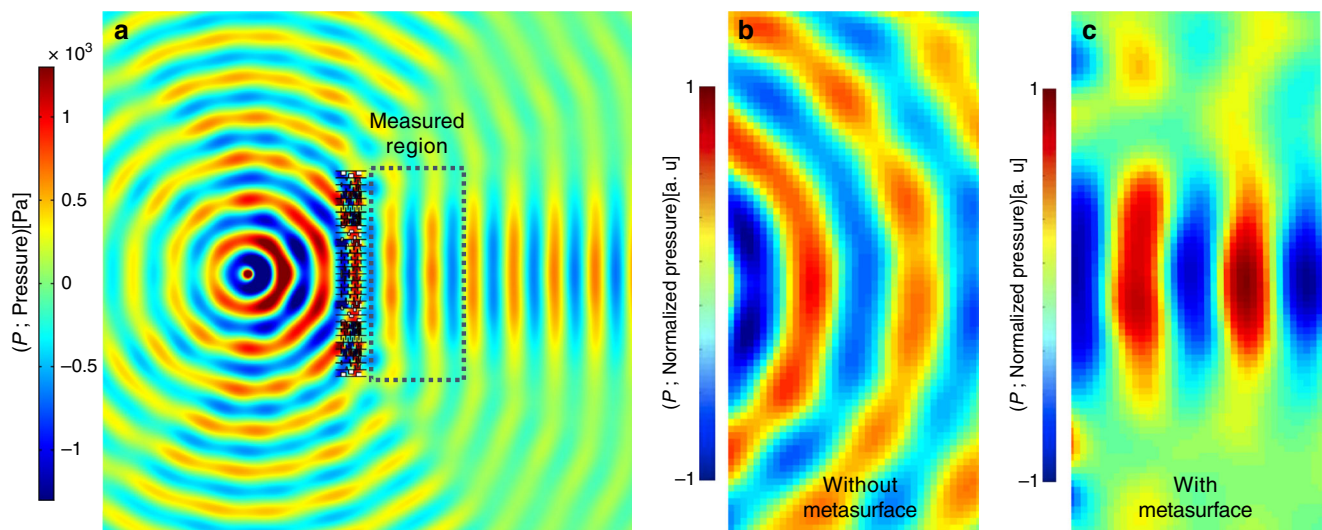 a
× 10³
1
0.5
0
−0.5
−1
(P ; Pressure)[Pa]
Measured
region
b
1
−1
(P ; Normalized pressure)[a. u]
Without
metasurface
c
1
−1
(P ; Normalized pressure)[a. u]
With
metasurface